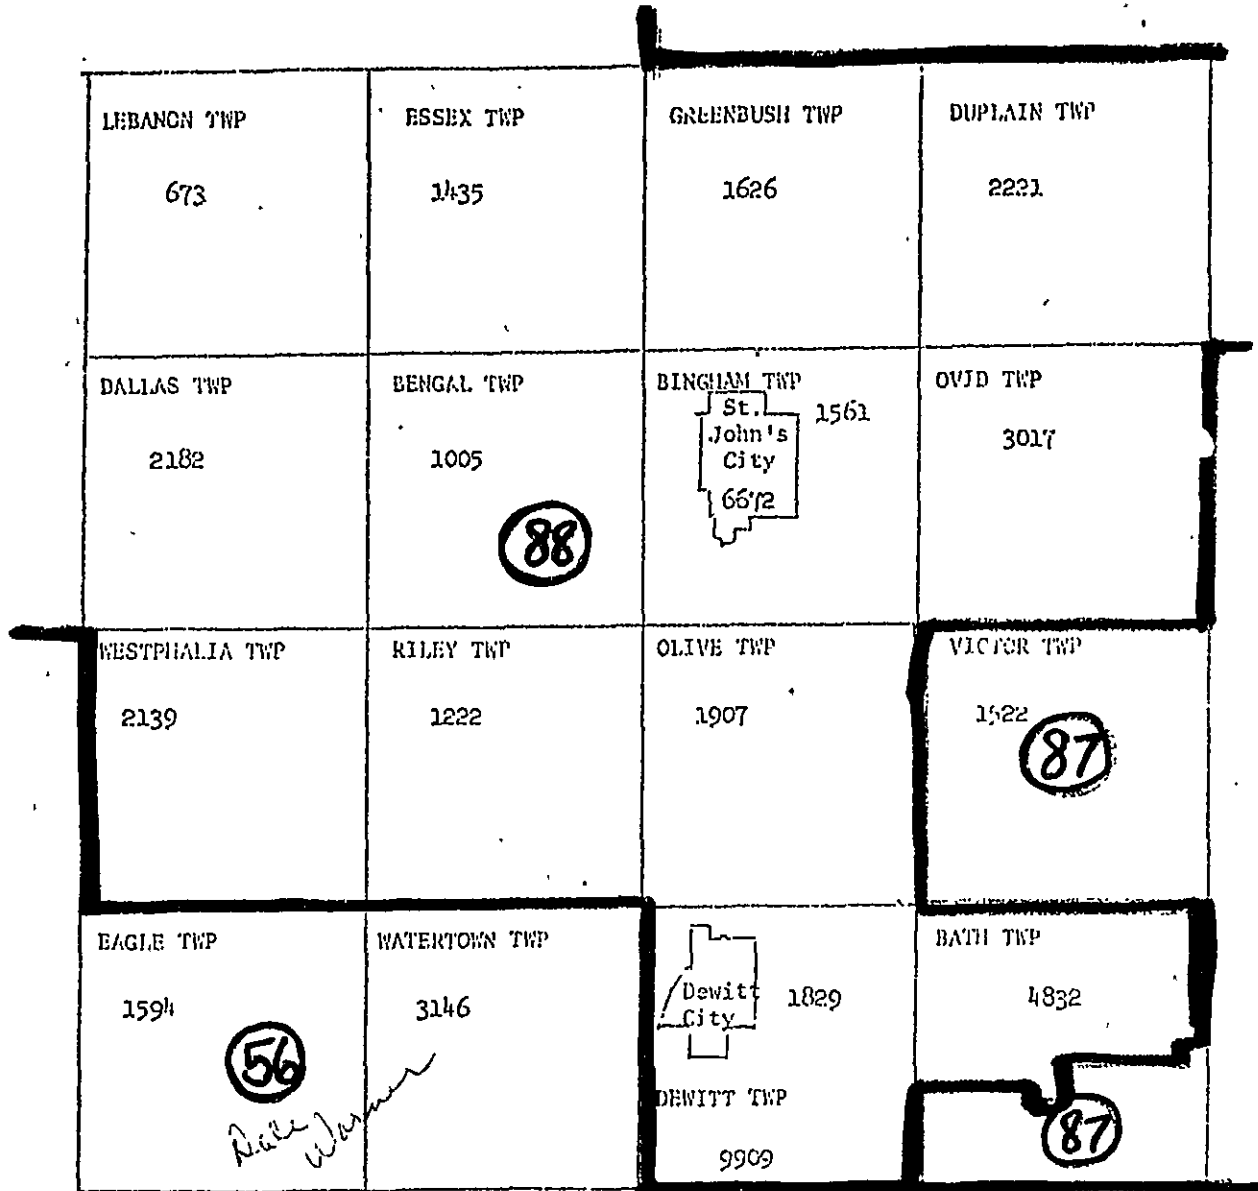 LEBANON TWP
673
ESSEX TWP
1435
GREENBUSH TWP
1626
DUPLAIN TWP
2221
DALLAS TWP
2182
BENGAL TWP
1005
88
BINGHAM TWP
1561
St.
John's
City
6672
OVID TWP
3017
WESTPHALIA TWP
2139
RILEY TWP
1222
OLIVE TWP
1907
VICTOR TWP
1522
87
EAGLE TWP
1594
56
Dale
Warner
WATERTOWN TWP
3146
Dewitt
City
1829
DEWITT TWP
9909
BATH TWP
4832
87